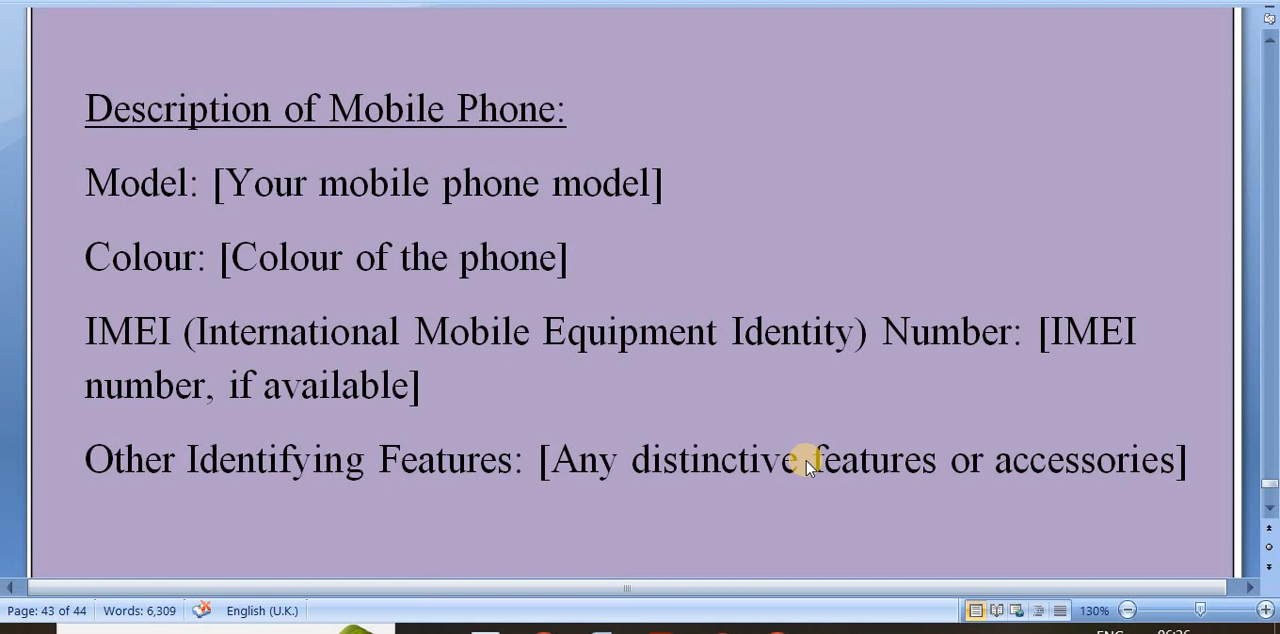 Description of Mobile Phone:
Model: [Your mobile phone model]
Colour: [Colour of the phone]
IMEI (International Mobile Equipment Identity) Number: [IMEI
number, if available]
Other Identifying Features: [Any distinctive features or accessories]
Page: 43 of 44 Words: 6,309 English (U.K.) 130%